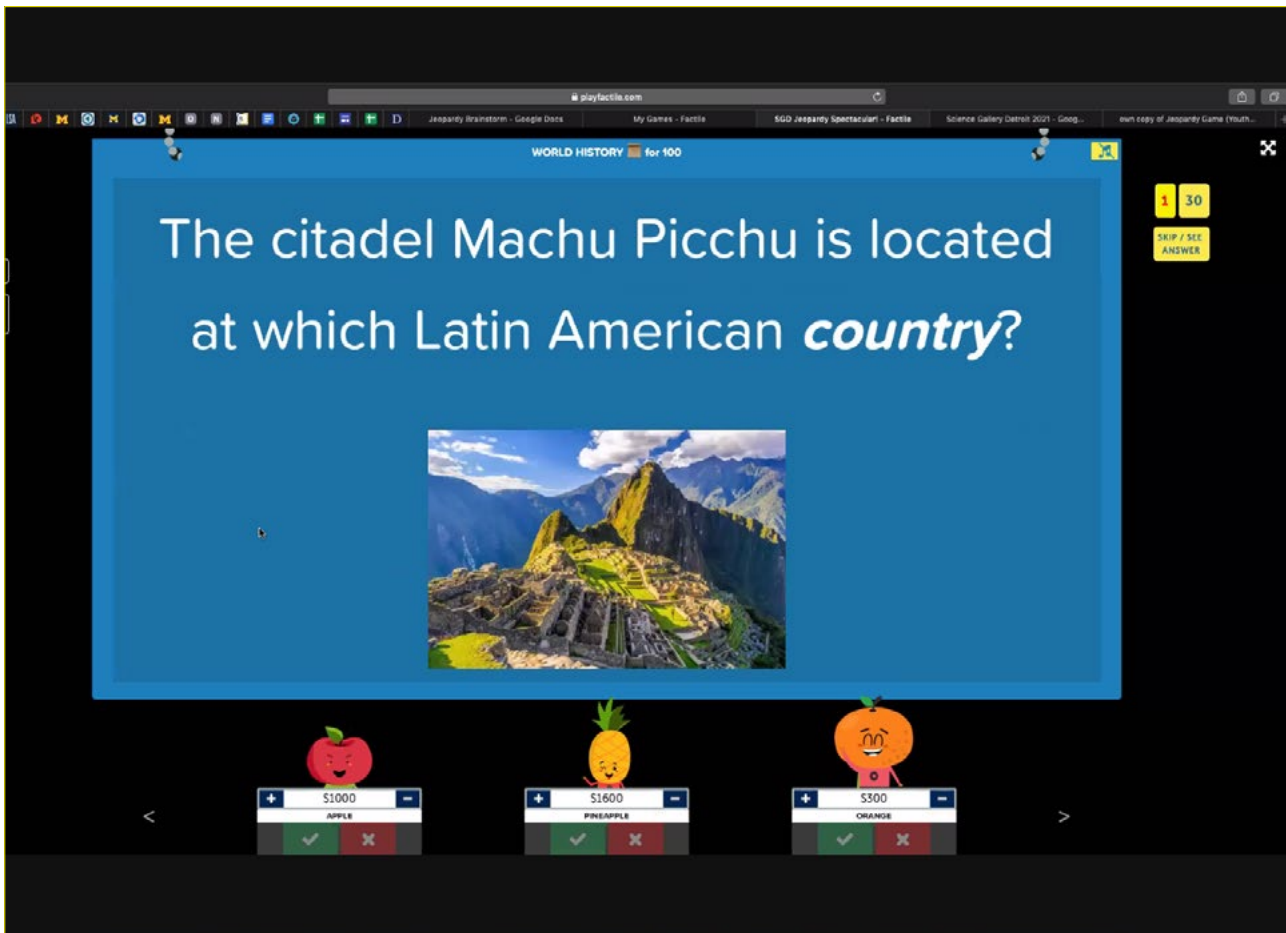 playfactile.com
Jeopardy Brainstorm - Google Docs
My Games - Factile
SGD Jeopardy Spectacular! - Factile
Science Gallery Detroit 2021 - Goog...
own copy of Jeopardy Game (Youth...
WORLD HISTORY for 100
1 30
SKIP / SEE
ANSWER
The citadel Machu Picchu is located
at which Latin American country?
+ $1000 −
APPLE
+ $1600 −
PINEAPPLE
+ $300 −
ORANGE
< >